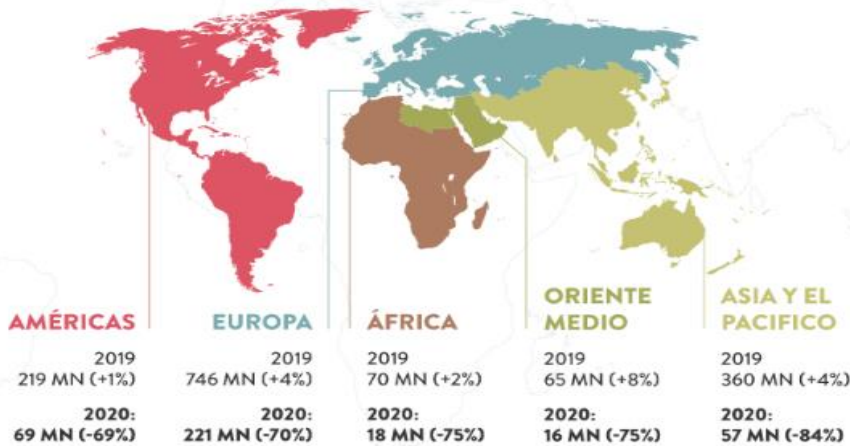 AMÉRICAS
2019
219 MN (+1%)
2020:
69 MN (-69%)
EUROPA
2019
746 MN (+4%)
2020:
221 MN (-70%)
ÁFRICA
2019
70 MN (+2%)
2020:
18 MN (-75%)
ORIENTE
MEDIO
2019
65 MN (+8%)
2020:
16 MN (-75%)
ASIA Y EL
PACIFICO
2019
360 MN (+4%)
2020:
57 MN (-84%)